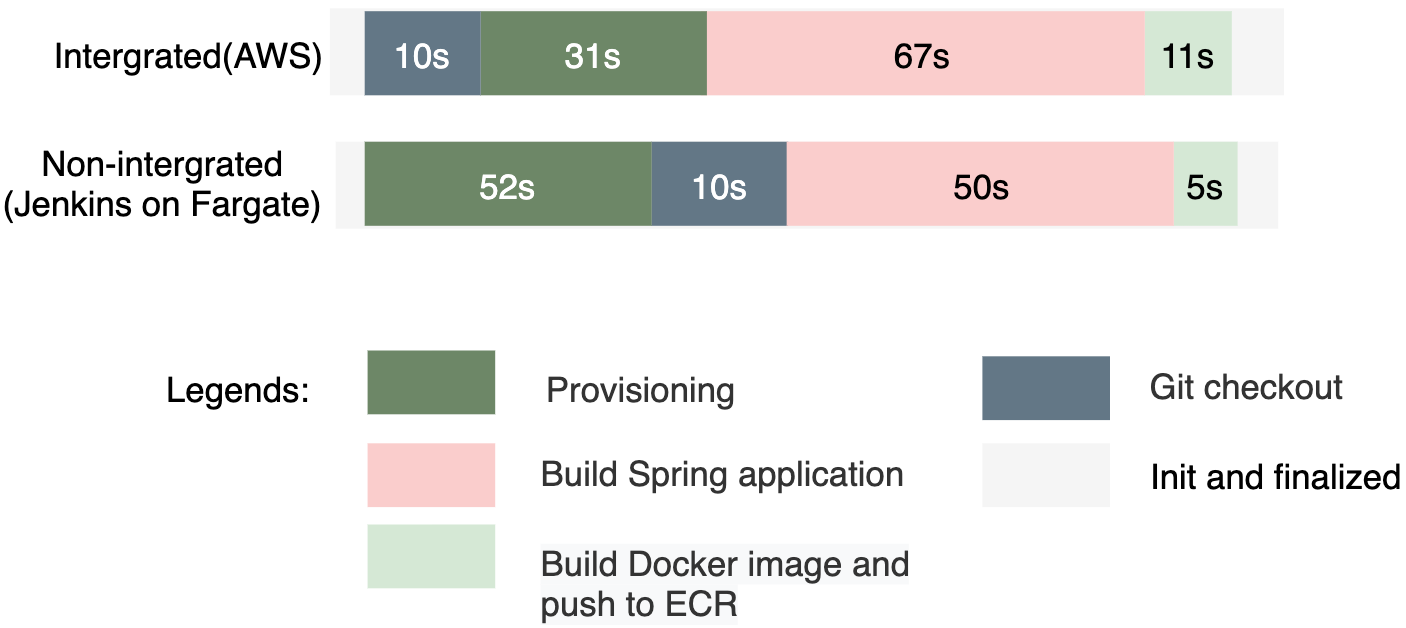 Intergrated(AWS)
10s
31s
67s
11s
Non-intergrated
(Jenkins on Fargate)
52s
10s
50s
5s
Legends:
Provisioning
Git checkout
Build Spring application
Init and finalized
Build Docker image and
push to ECR